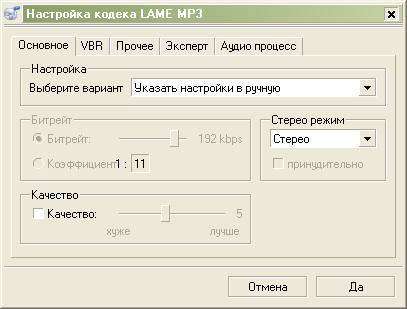 Настройка кодека LAME MP3
Основное VBR Прочее Эксперт Аудио процесс
Настройка
Выберите вариант Указать настройки в ручную
Битрейт
Битрейт: 192 kbps
Коэффициент 1 : 11
Стерео режим
Стерео
принудительно
Качество
Качество: 5
хуже лучше
Отмена Да